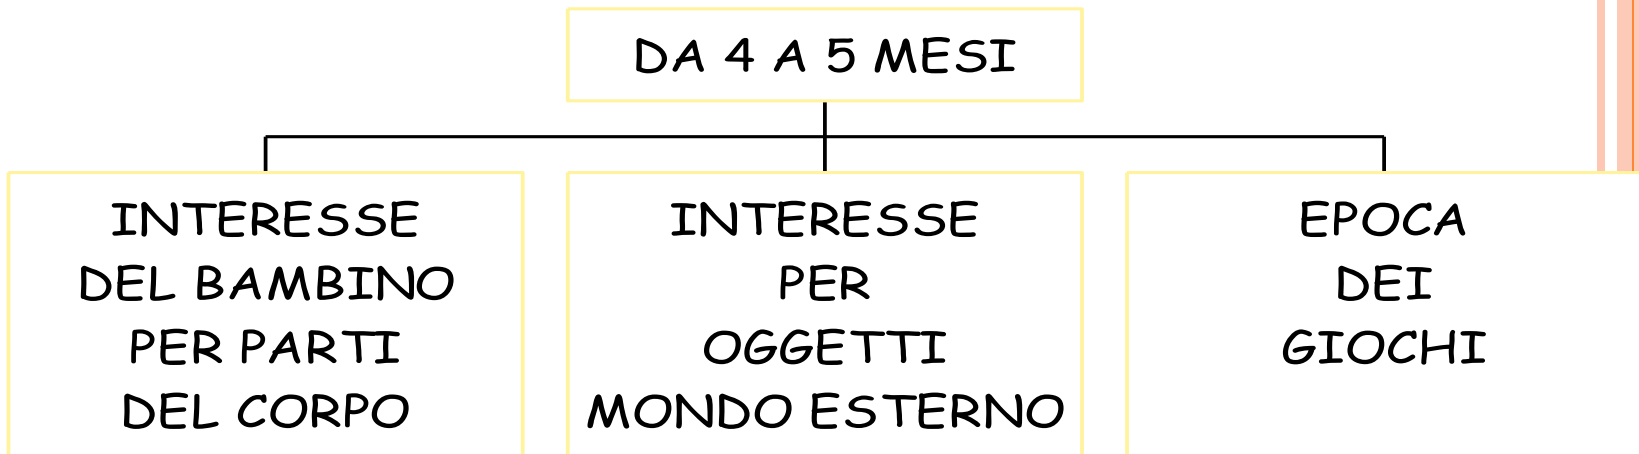 DA 4 A 5 MESI
INTERESSE
DEL BAMBINO
PER PARTI
DEL CORPO
INTERESSE
PER
OGGETTI
MONDO ESTERNO
EPOCA
DEI
GIOCHI